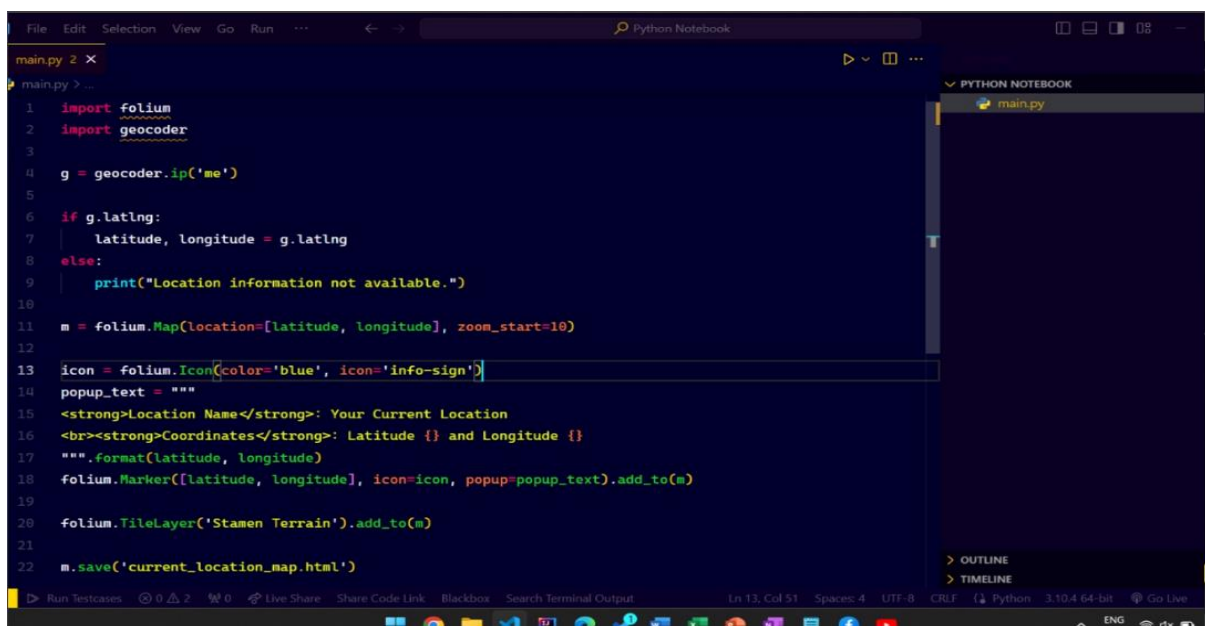 File Edit Selection View Go Run ··· ← → Python Notebook
main.py 2 ×
main.py > ...
PYTHON NOTEBOOK
main.py
1 import folium
2 import geocoder
3
4 g = geocoder.ip('me')
5
6 if g.latlng:
7     latitude, longitude = g.latlng
8 else:
9     print("Location information not available.")
10
11 m = folium.Map(location=[latitude, longitude], zoom_start=10)
12
13 icon = folium.Icon(color='blue', icon='info-sign')
14 popup_text = """
15 <strong>Location Name</strong>: Your Current Location
16 <br><strong>Coordinates</strong>: Latitude {} and Longitude {}
17 """.format(latitude, longitude)
18 folium.Marker([latitude, longitude], icon=icon, popup=popup_text).add_to(m)
19
20 folium.TileLayer('Stamen Terrain').add_to(m)
21
22 m.save('current_location_map.html')
OUTLINE
TIMELINE
Run Testcases 0 2 0 Live Share Share Code Link Blackbox Search Terminal Output Ln 13, Col 51 Spaces: 4 UTF-8 CRLF Python 3.10.4 64-bit Go Live
ENG